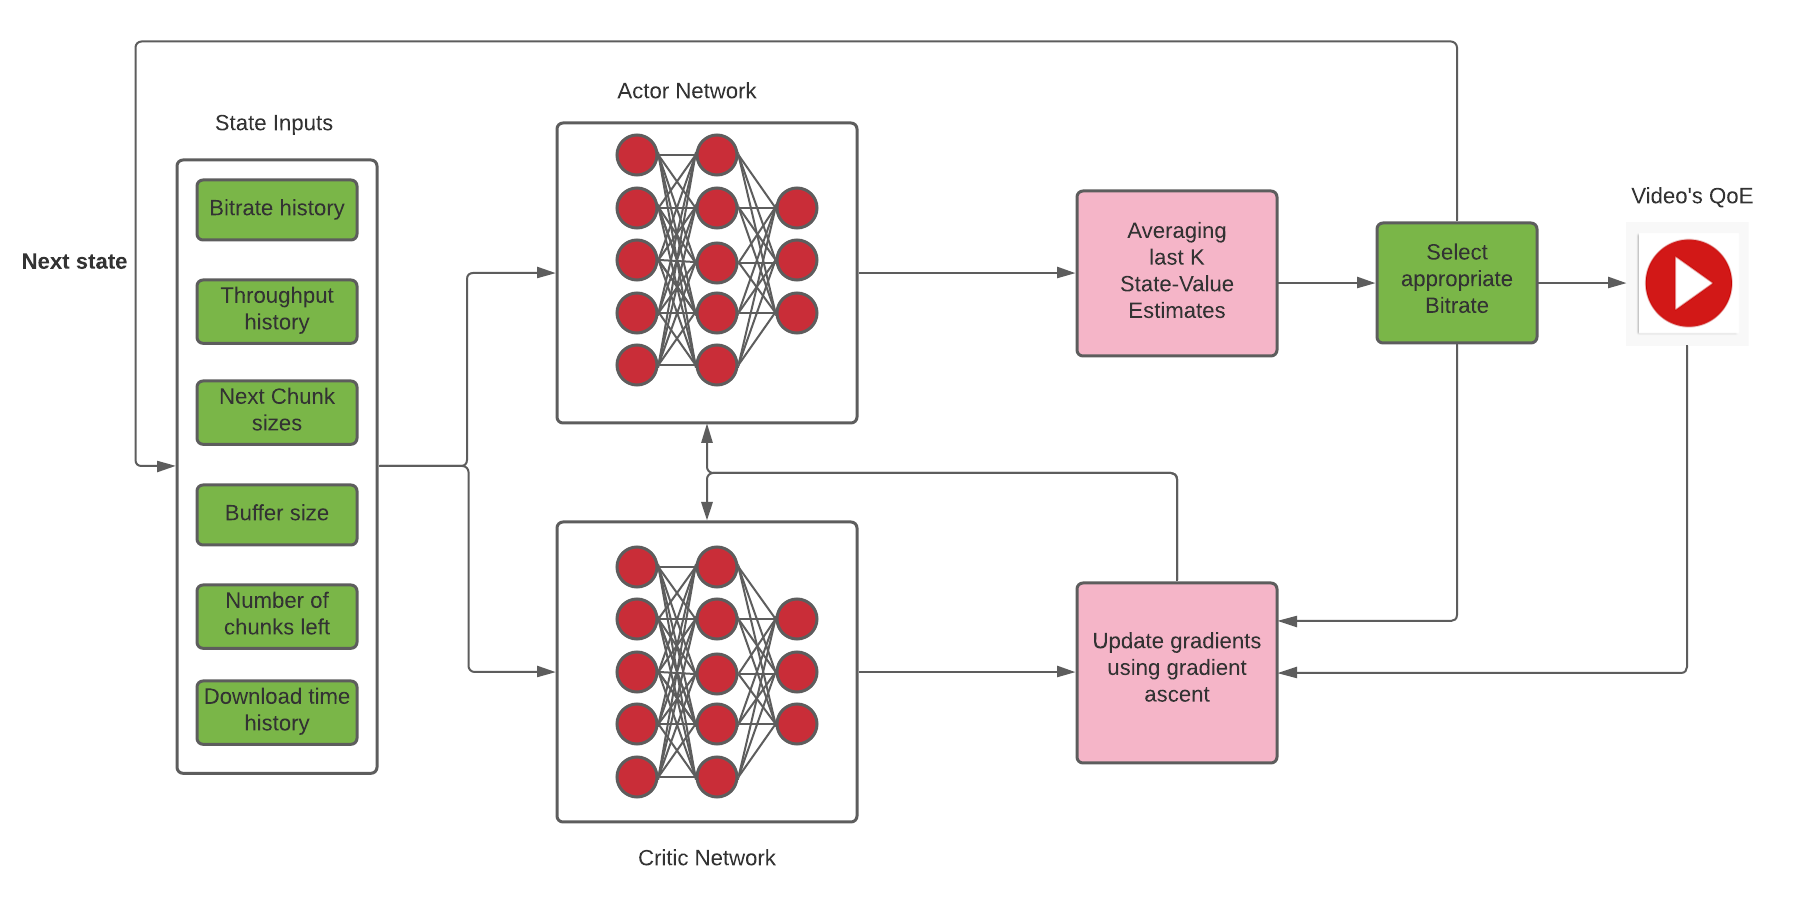 Actor Network
State Inputs
Bitrate history
Throughput
history
Next Chunk
sizes
Buffer size
Number of
chunks left
Download time
history
Next state
Averaging
last K
State-Value
Estimates
Select
appropriate
Bitrate
Video's QoE
Update gradients
using gradient
ascent
Critic Network